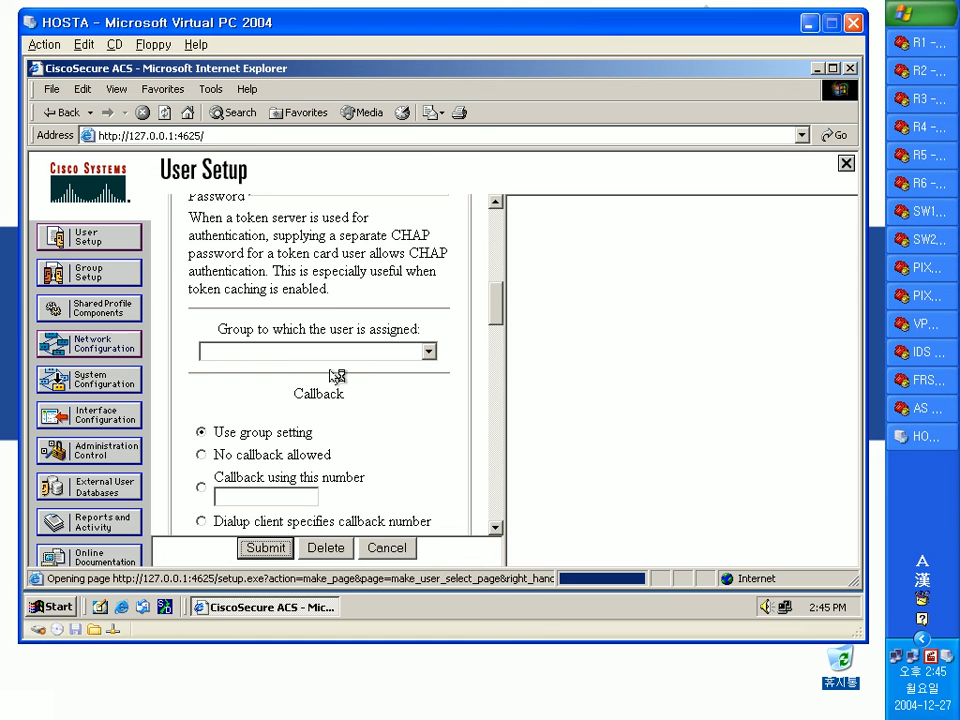 HOSTA - Microsoft Virtual PC 2004
Action Edit CD Floppy Help
CiscoSecure ACS - Microsoft Internet Explorer
File Edit View Favorites Tools Help
Back Search Favorites Media
Address http://127.0.0.1:4625/ Go
CISCO SYSTEMS
User Setup
User
Setup
Group
Setup
Shared Profile
Components
Network
Configuration
System
Configuration
Interface
Configuration
Administration
Control
External User
Databases
Reports and
Activity
Online
Documentation
Password
When a token server is used for
authentication, supplying a separate CHAP
password for a token card user allows CHAP
authentication. This is especially useful when
token caching is enabled.
Group to which the user is assigned:
Callback
Use group setting
No callback allowed
Callback using this number
Dialup client specifies callback number
Submit Delete Cancel
Opening page http://127.0.0.1:4625/setup.exe?action=make_page&page=make_user_select_page&right_hanc
Internet
Start CiscoSecure ACS - Mic... 2:45 PM
휴지통
R1 -...
R2 -...
R3 -...
R4 -...
R5 -...
R6 -...
SW1...
SW2...
PIX...
PIX...
VP...
IDS ...
FRS...
AS ...
HO...
A
漢
오후 2:45
월요일
2004-12-27